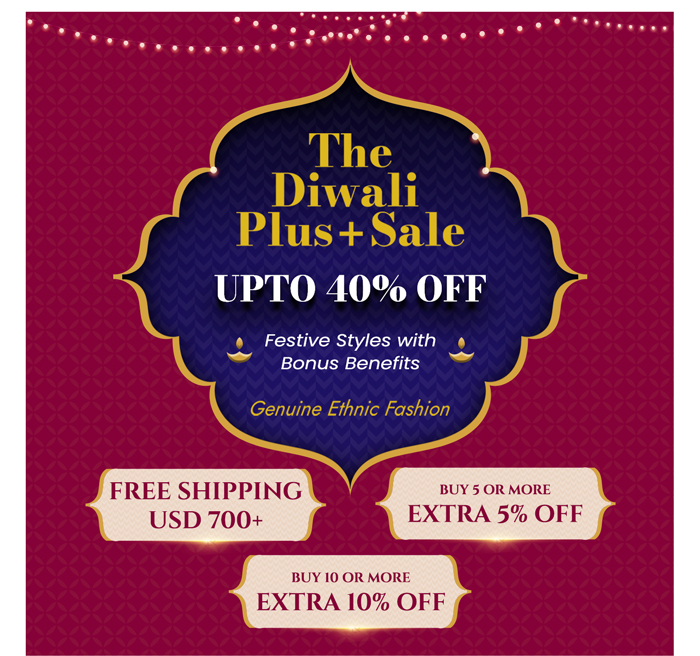 The
Diwali
Plus+Sale
UPTO 40% OFF
Festive Styles with
Bonus Benefits
Genuine Ethnic Fashion
FREE SHIPPING
USD 700+
BUY 5 OR MORE
EXTRA 5% OFF
BUY 10 OR MORE
EXTRA 10% OFF